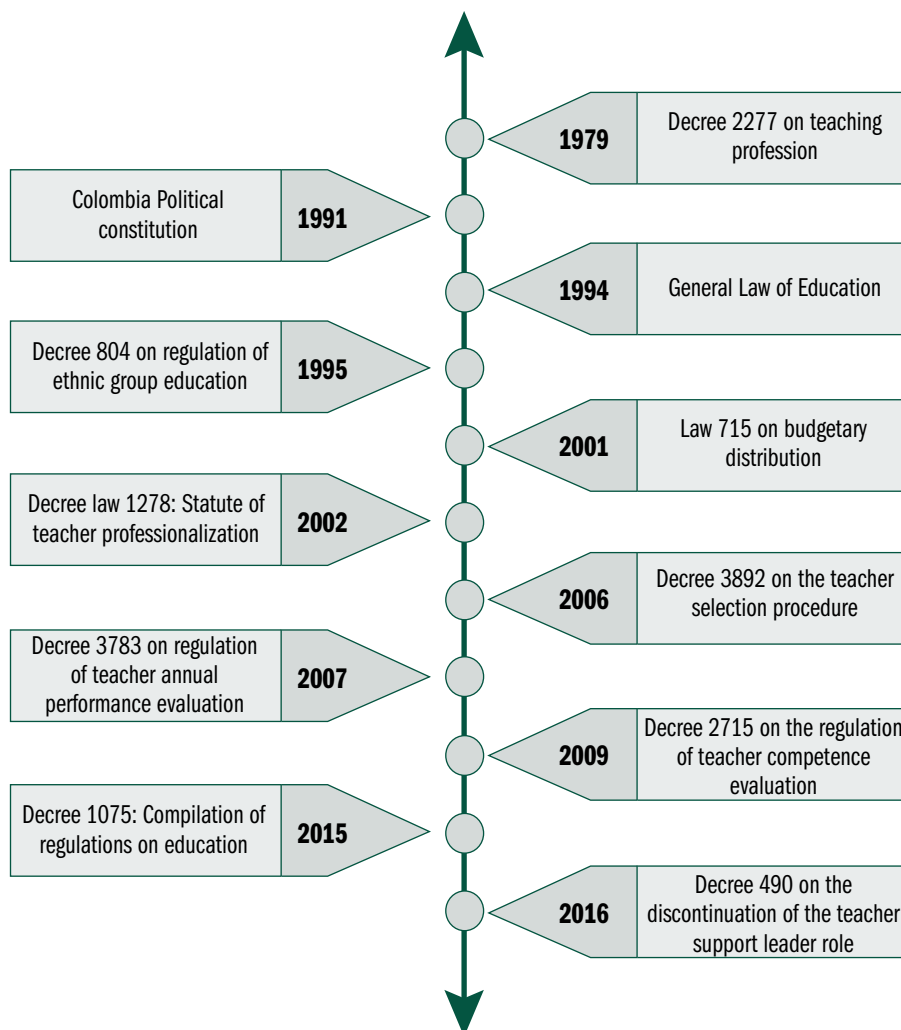 1979
Decree 2277 on teaching
profession
Colombia Political
constitution
1991
1994
General Law of Education
Decree 804 on regulation of
ethnic group education
1995
2001
Law 715 on budgetary
distribution
Decree law 1278: Statute of
teacher professionalization
2002
2006
Decree 3892 on the teacher
selection procedure
Decree 3783 on regulation
of teacher annual
performance evaluation
2007
2009
Decree 2715 on the regulation
of teacher competence
evaluation
Decree 1075: Compilation of
regulations on education
2015
2016
Decree 490 on the
discontinuation of the teacher
support leader role